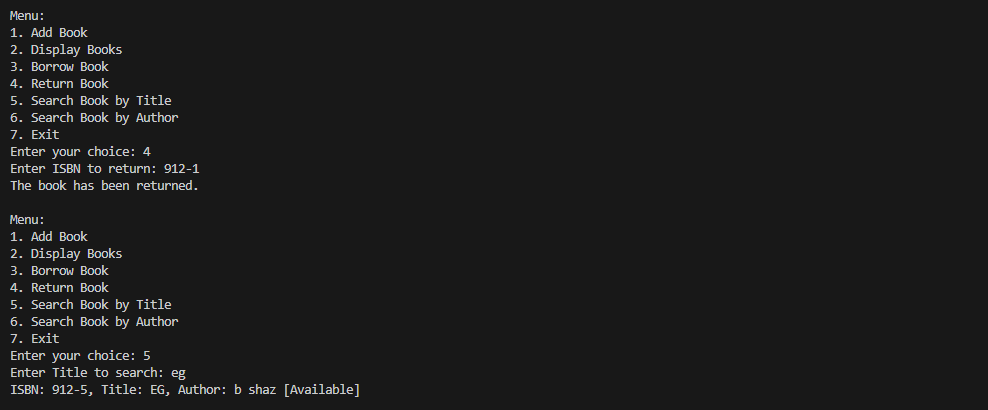 Menu:
1. Add Book
2. Display Books
3. Borrow Book
4. Return Book
5. Search Book by Title
6. Search Book by Author
7. Exit
Enter your choice: 4
Enter ISBN to return: 912-1
The book has been returned.

Menu:
1. Add Book
2. Display Books
3. Borrow Book
4. Return Book
5. Search Book by Title
6. Search Book by Author
7. Exit
Enter your choice: 5
Enter Title to search: eg
ISBN: 912-5, Title: EG, Author: b shaz [Available]